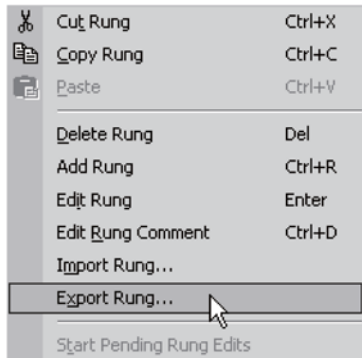 Cut Rung Ctrl+X
Copy Rung Ctrl+C
Paste Ctrl+V
Delete Rung Del
Add Rung Ctrl+R
Edit Rung Enter
Edit Rung Comment Ctrl+D
Import Rung...
Export Rung...
Start Pending Rung Edits